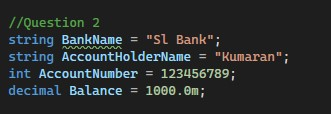 //Question 2
string BankName = "Sl Bank";
string AccountHolderName = "Kumaran";
int AccountNumber = 123456789;
decimal Balance = 1000.0m;